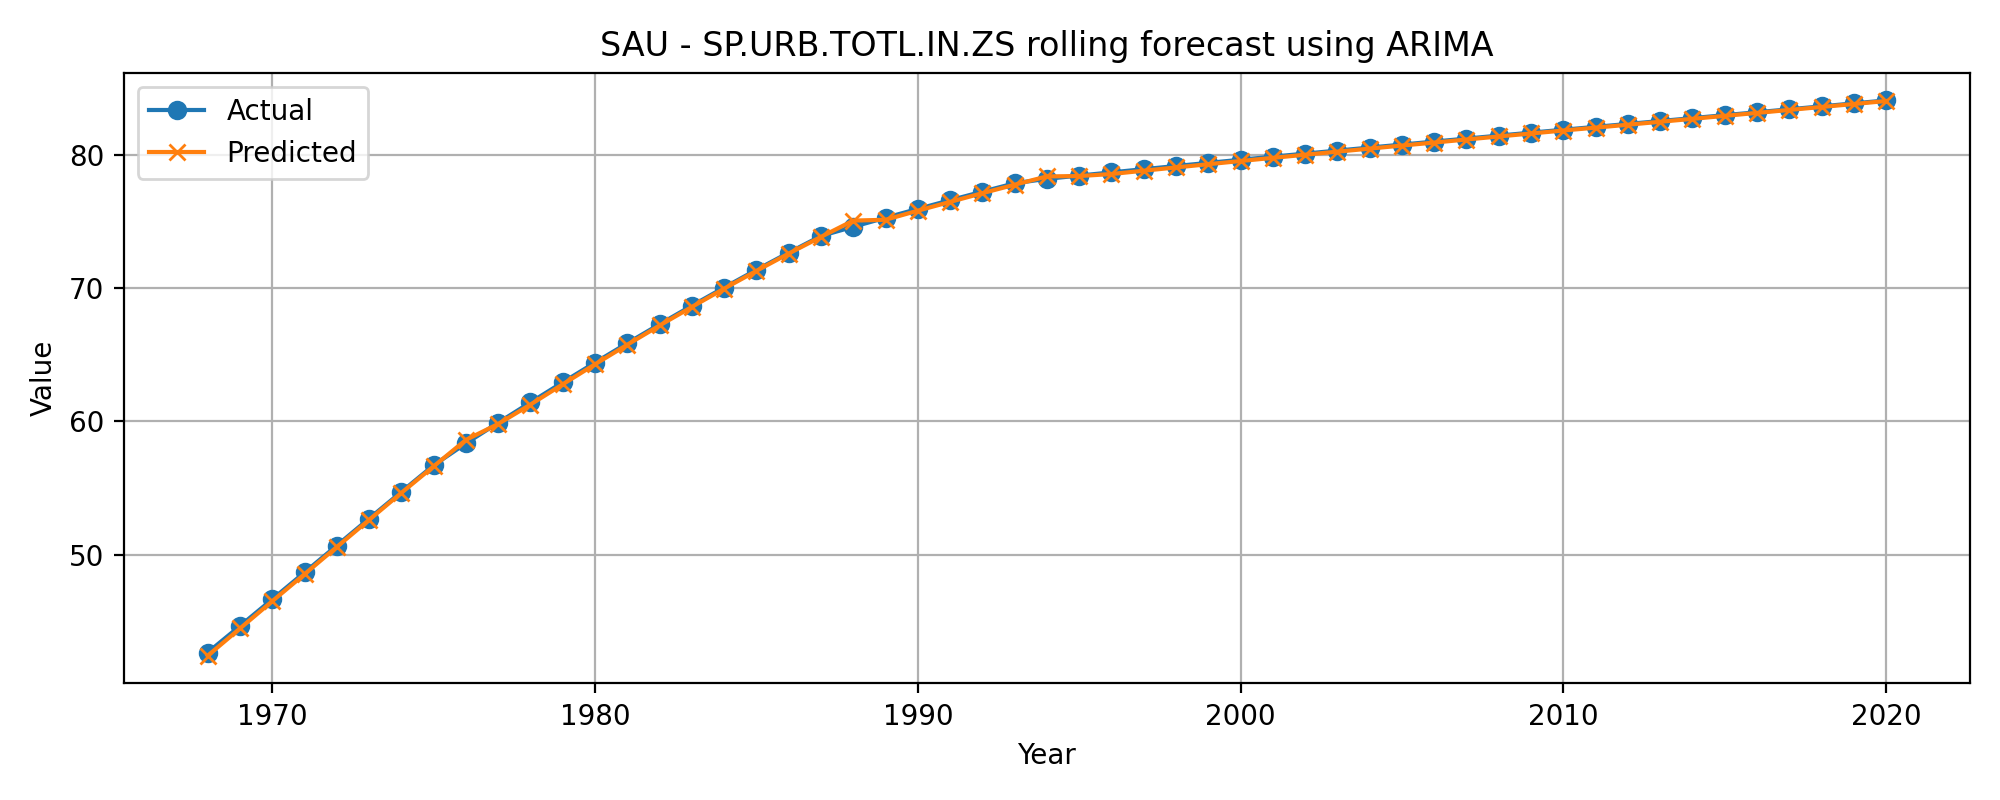 SAU - SP.URB.TOTL.IN.ZS rolling forecast using ARIMA
Actual
Predicted
Value
80
70
60
50
1970 1980 1990 2000 2010 2020
Year